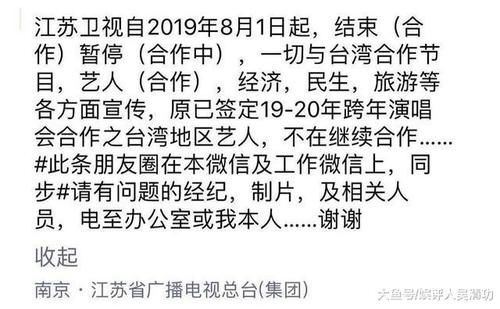 江苏卫视自2019年8月1日起，结束（合
作）暂停（合作中），一切与台湾合作节
目，艺人（合作），经济，民生，旅游等
各方面宣传，原已签定19-20年跨年演唱
会合作之台湾地区艺人，不在继续合作......
#此条朋友圈在本微信及工作微信上，同
步#请有问题的经纪，制片，及相关人
员，电至办公室或我本人......谢谢
收起
南京·江苏省广播电视总台(集团)
大鱼号/娱评人吴清功